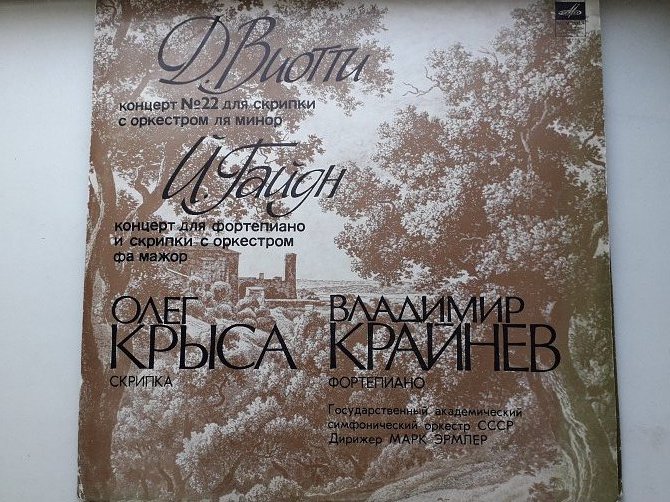 Д. Виотти
концерт №22 для скрипки
с оркестром ля минор
Й. Гайдн
концерт для фортепиано
и скрипки с оркестром
фа мажор
ОЛЕГ
КРЫСА
СКРИПКА
ВЛАДИМИР
КРАЙНЕВ
ФОРТЕПИАНО
Государственный академический
симфонический оркестр СССР
Дирижер МАРК ЭРМЛЕР